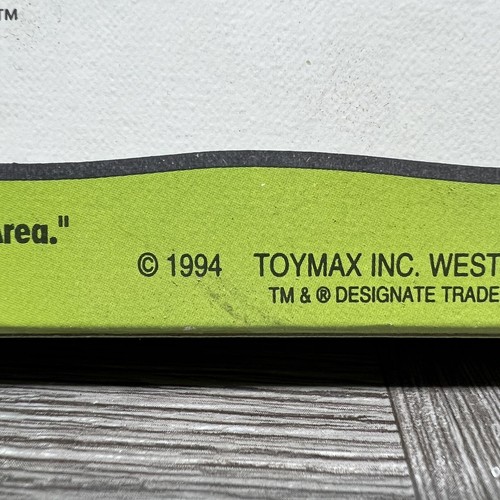 TM
Area."
© 1994 TOYMAX INC. WEST
TM & ® DESIGNATE TRADE